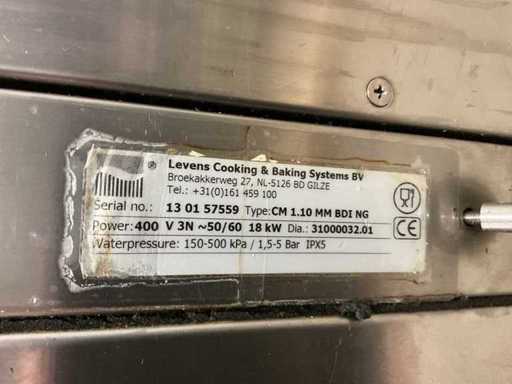 ® Levens Cooking & Baking Systems BV
Broekakkerweg 27, NL-5126 BD GILZE
Tel.: +31(0)161 459 100
Serial no.: 13 01 57559 Type: CM 1.10 MM BDI NG
Power: 400 V 3N ~50/60 18 kW Dia.: 31000032.01
Waterpressure: 150-500 kPa / 1,5-5 Bar IPX5
CE